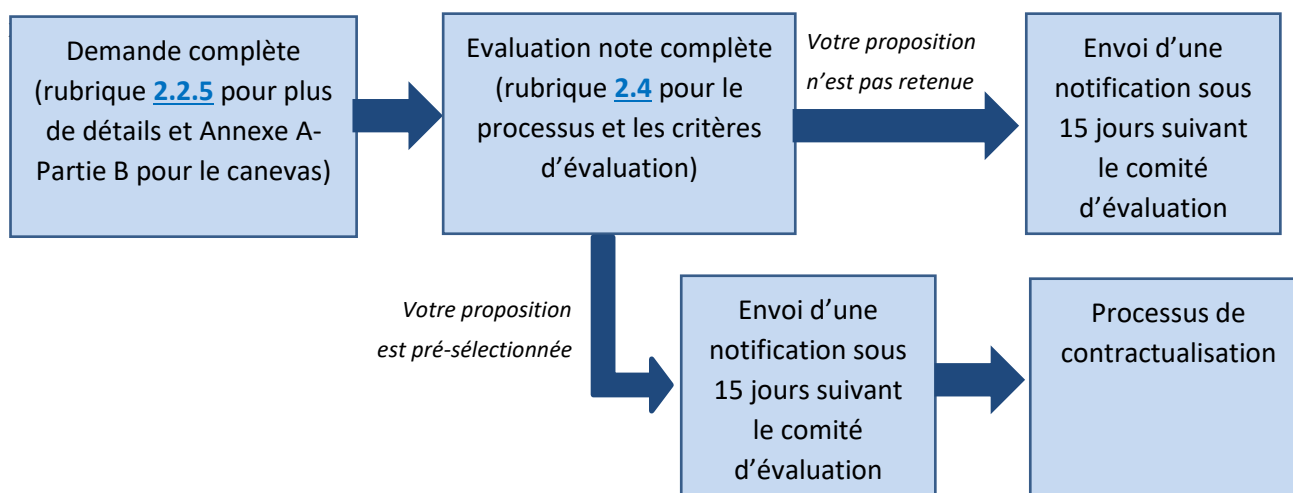 Demande complète
(rubrique 2.2.5 pour plus
de détails et Annexe A-
Partie B pour le canevas)
Evaluation note complète
(rubrique 2.4 pour le
processus et les critères
d’évaluation)
Votre proposition
n’est pas retenue
Envoi d’une
notification sous
15 jours suivant
le comité
d’évaluation
Votre proposition
est pré-sélectionnée
Envoi d’une
notification sous
15 jours suivant
le comité
d’évaluation
Processus de
contractualisation